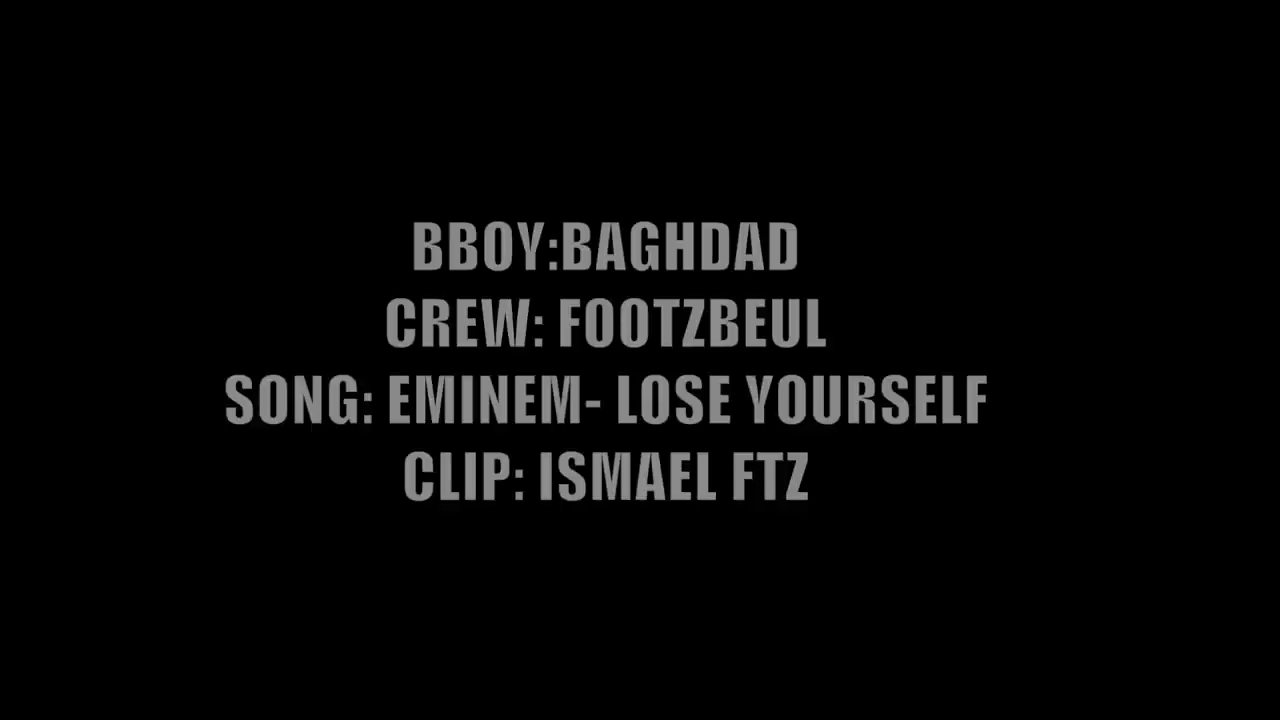 BBOY:BAGHDAD
CREW: FOOTZBEUL
SONG: EMINEM- LOSE YOURSELF
CLIP: ISMAEL FTZ